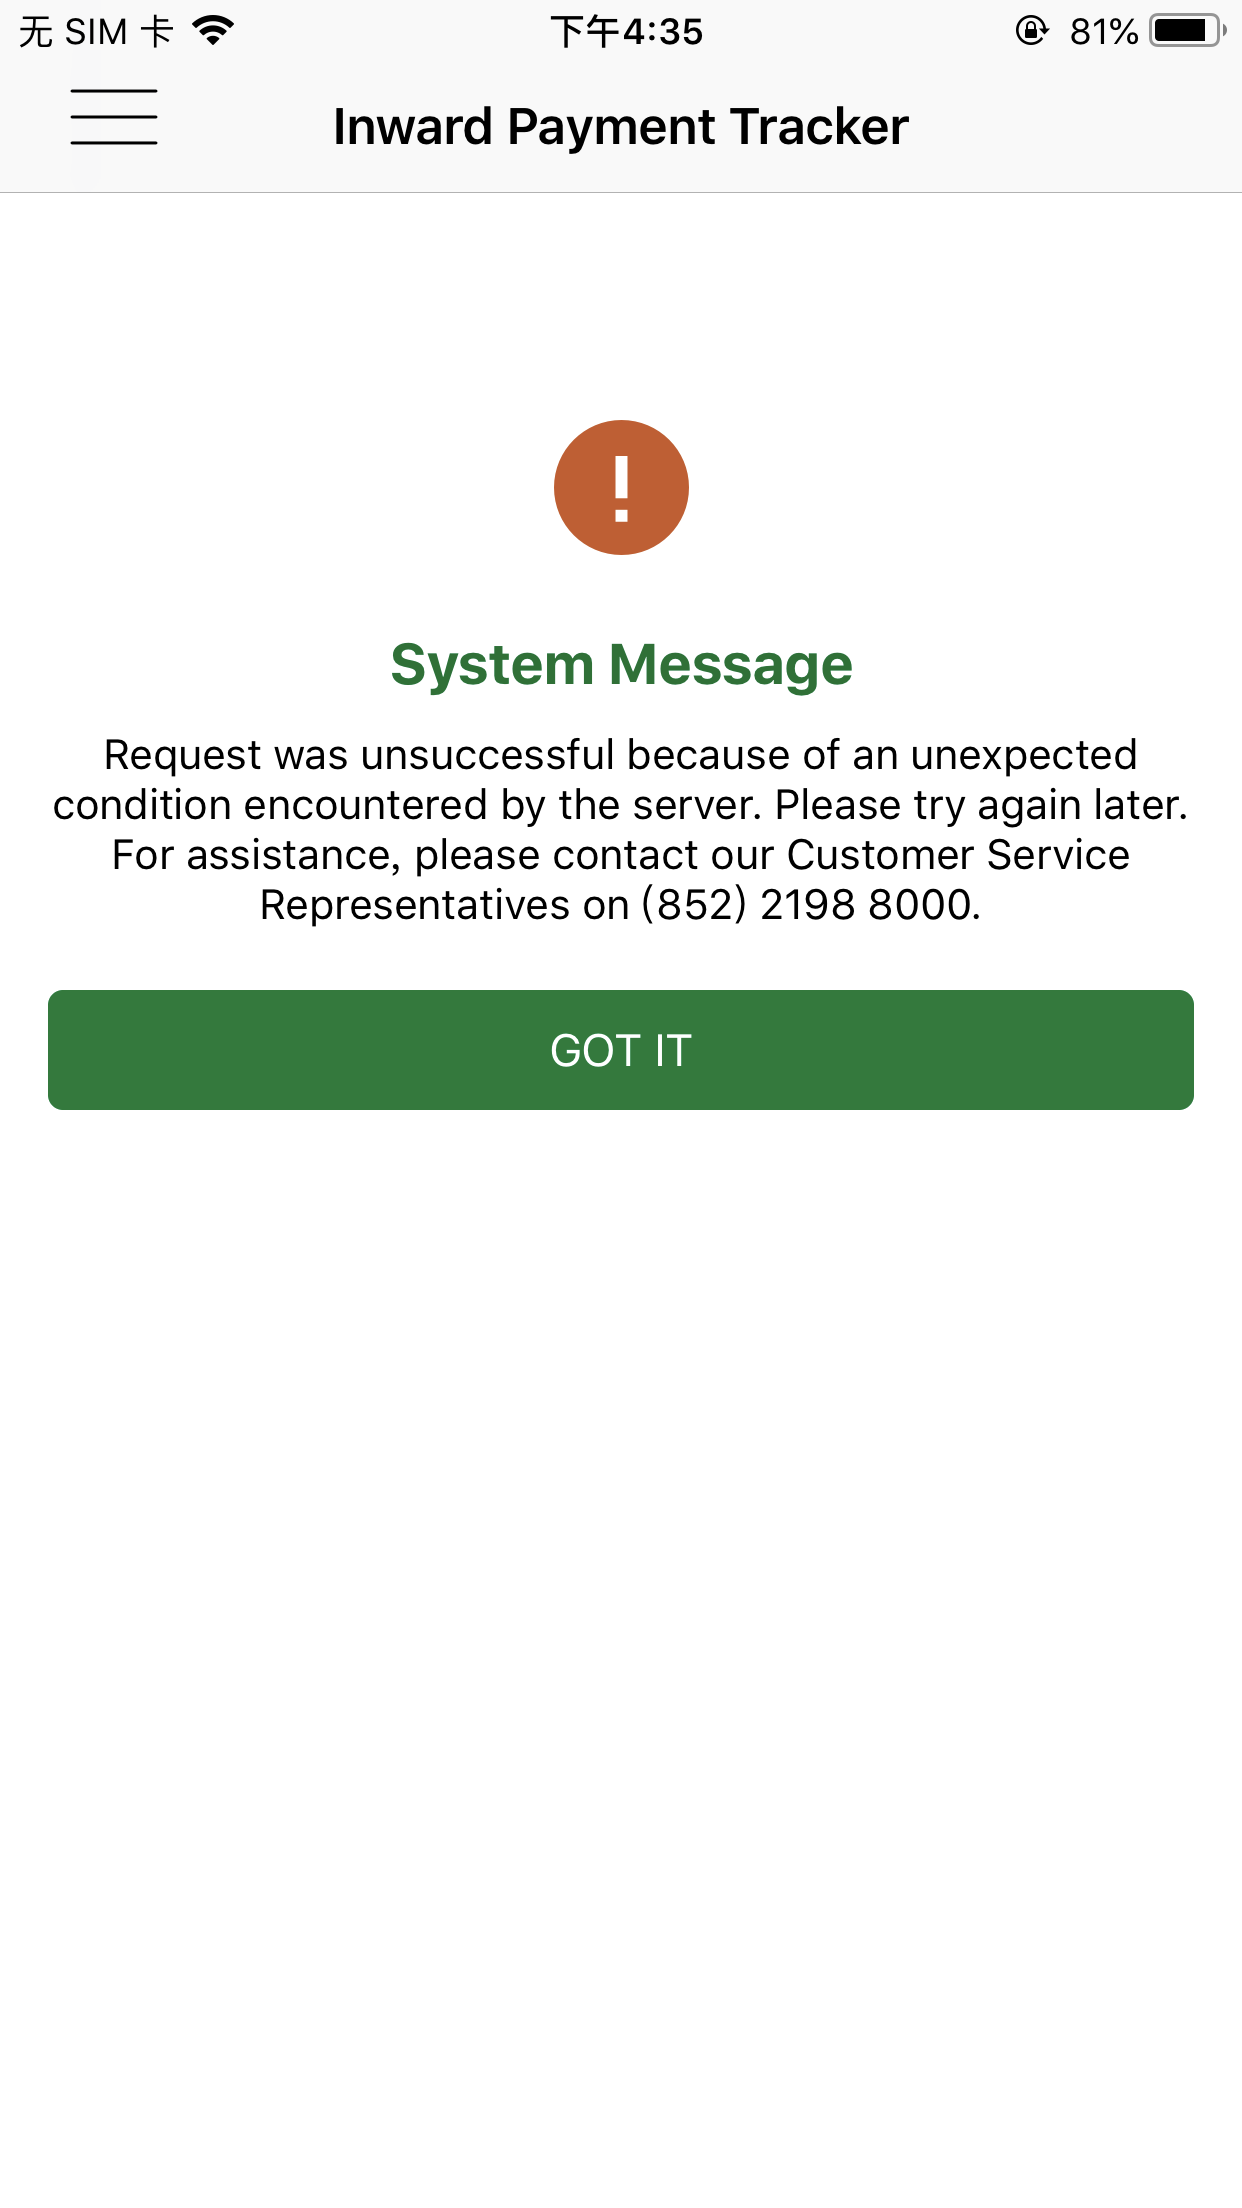 无 SIM 卡 下午4:35 81%
Inward Payment Tracker
!
System Message
Request was unsuccessful because of an unexpected
condition encountered by the server. Please try again later.
For assistance, please contact our Customer Service
Representatives on (852) 2198 8000.
GOT IT